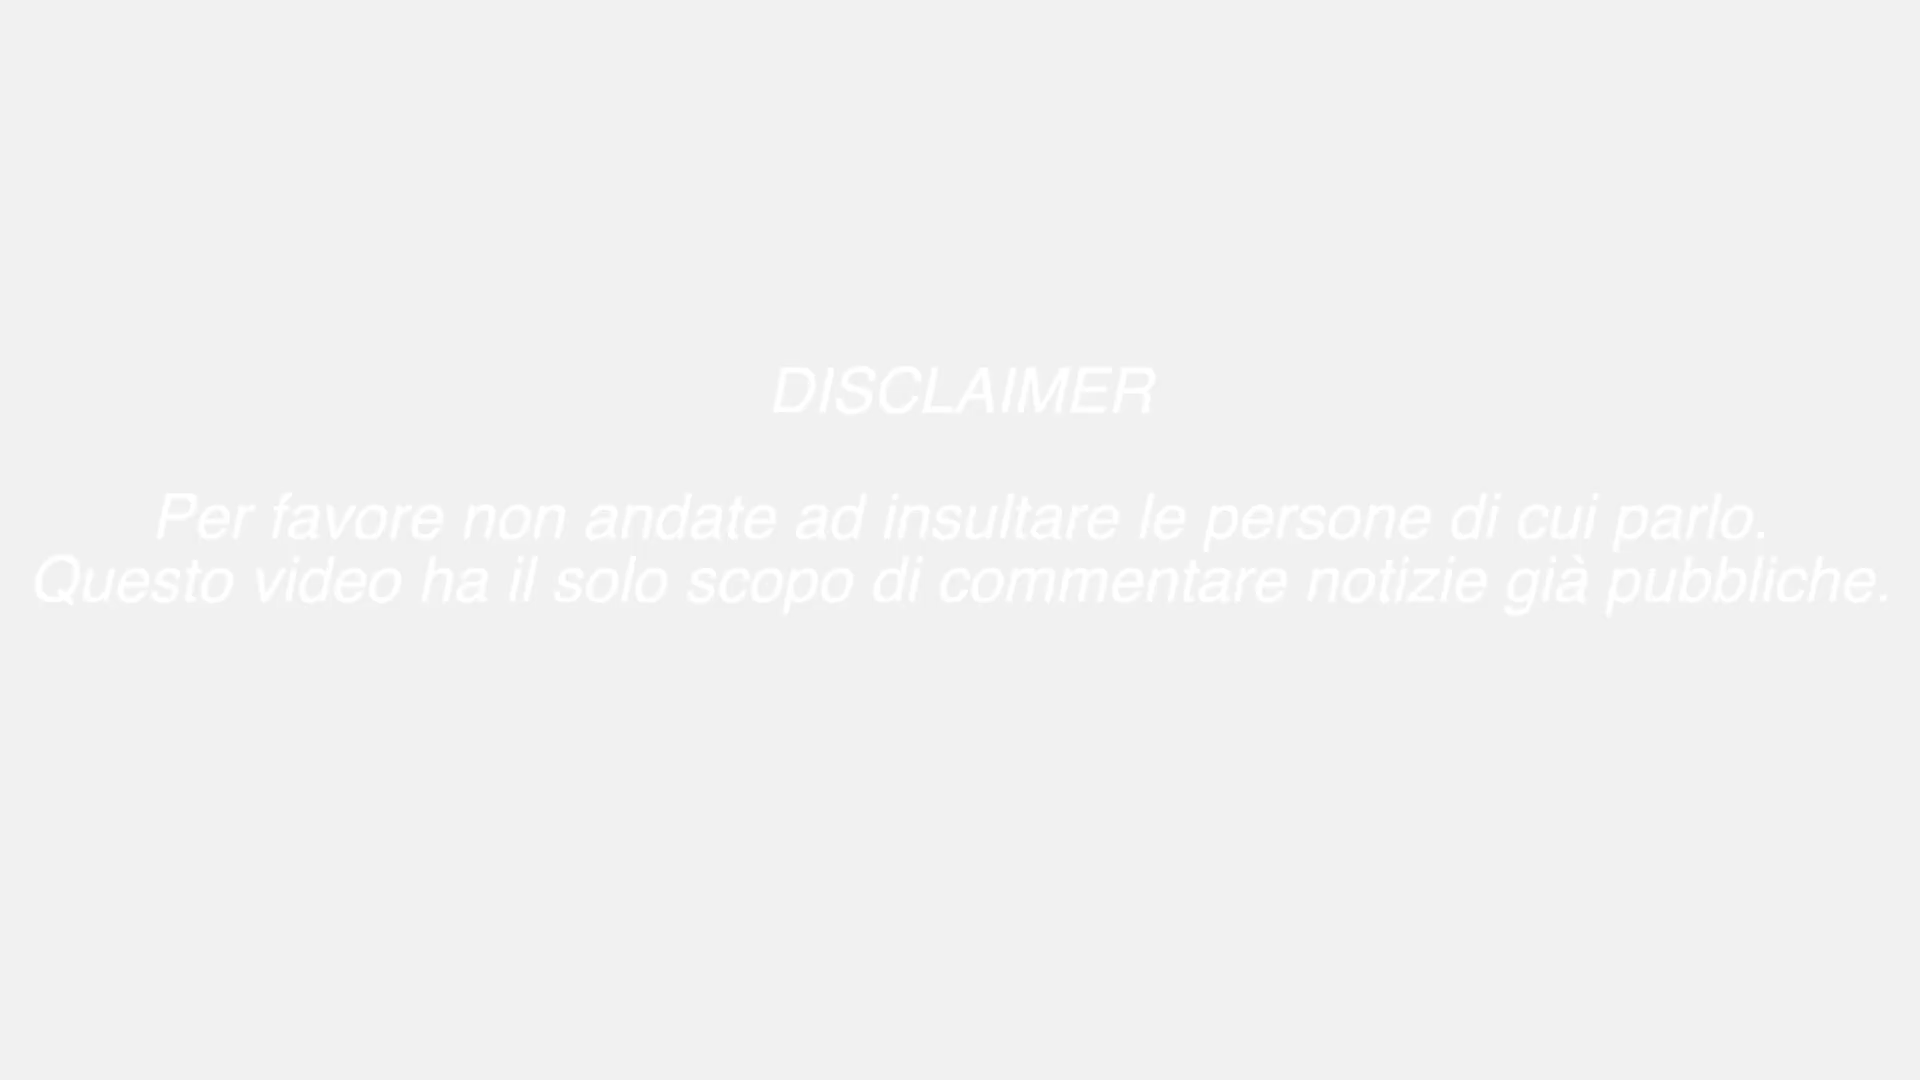 DISCLAIMER
Per favore non andate ad insultare le persone di cui parlo.
Questo video ha il solo scopo di commentare notizie già pubbliche.